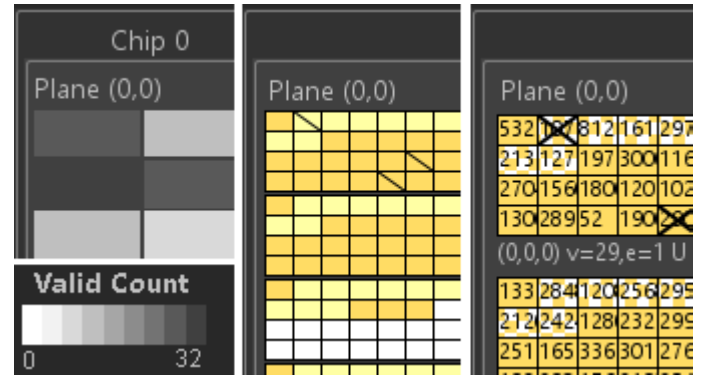 Chip 0
Plane (0,0)
Valid Count
0 32
Plane (0,0)
Plane (0,0)
532 812 161 297
213 127 197 300 116
270 156 180 120 102
130 289 52 190
(0,0,0) v=29,e=1 U
133 284 120 256 295
212 242 128 232 299
251 165 336 301 276